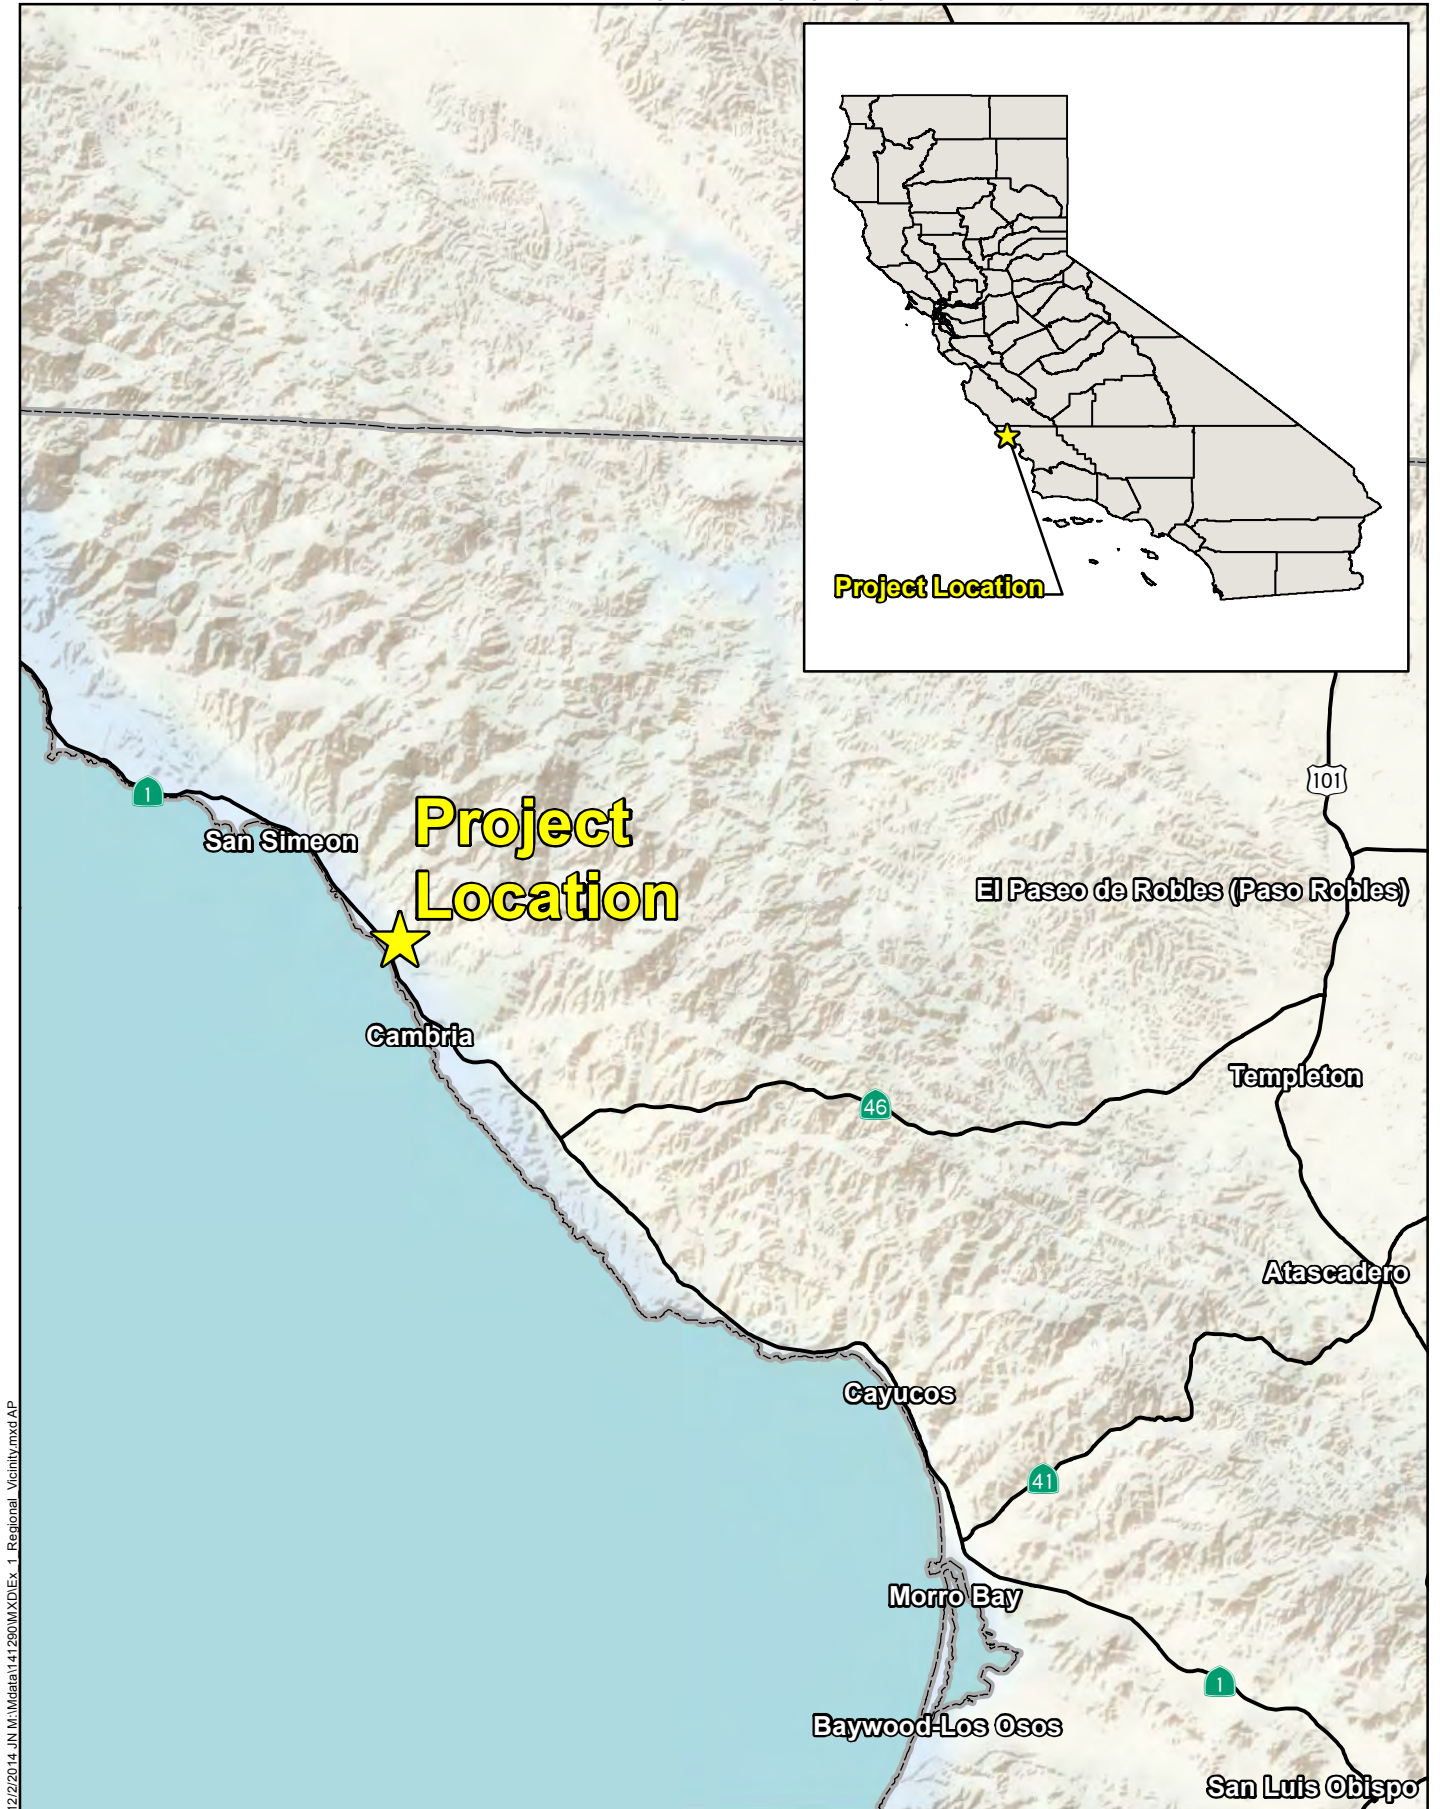 Project Location
101
1
San Simeon
Project
Location
El Paseo de Robles (Paso Robles)
Cambria
Templeton
46
Atascadero
Cayucos
41
Morro Bay
1
Baywood-Los Osos
San Luis Obispo
12/2/2014 JN M:\Mdata\141290\MXD\Ex_1_Regional_Vicinity.mxd AP